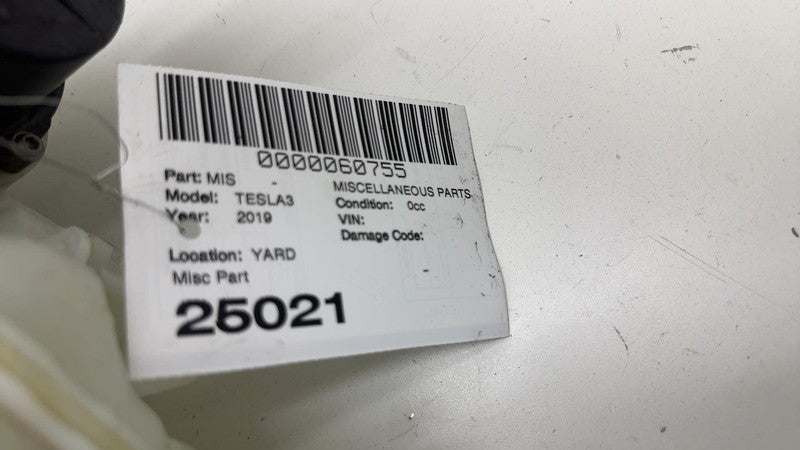 0000060755
Part: MIS - MISCELLANEOUS PARTS
Model: TESLA3 Condition: 0cc
Year: 2019 VIN:
Damage Code:
Location: YARD -
Misc Part
25021